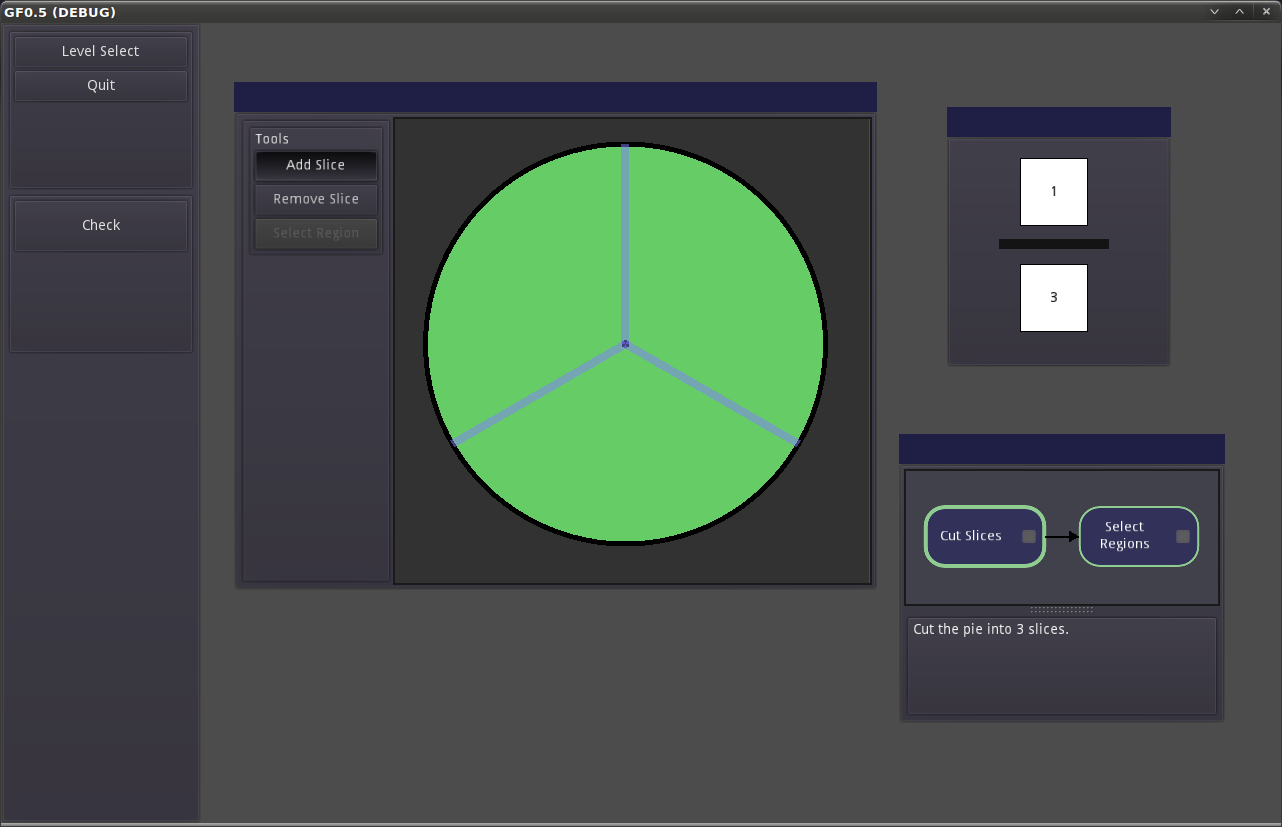 GF0.5 (DEBUG)
Level Select
Quit
Check
Tools
Add Slice
Remove Slice
Select Region
1
3
Cut Slices
Select
Regions
Cut the pie into 3 slices.